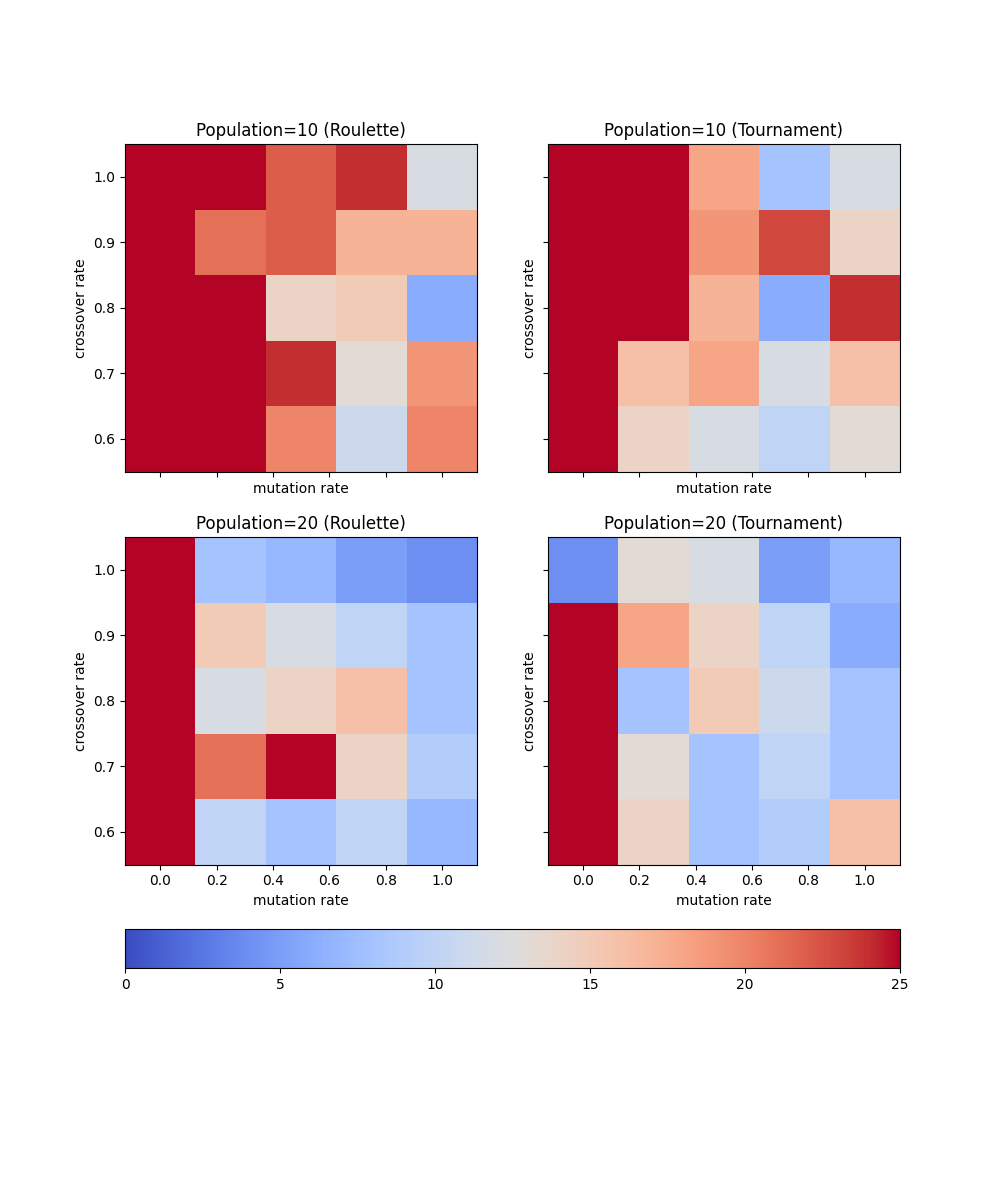 Population=10 (Roulette) Population=10 (Tournament)
crossover rate
1.0
0.9
0.8
0.7
0.6
crossover rate
mutation rate mutation rate
Population=20 (Roulette) Population=20 (Tournament)
crossover rate
1.0
0.9
0.8
0.7
0.6
crossover rate
0.0 0.2 0.4 0.6 0.8 1.0 0.0 0.2 0.4 0.6 0.8 1.0
mutation rate mutation rate
0 5 10 15 20 25